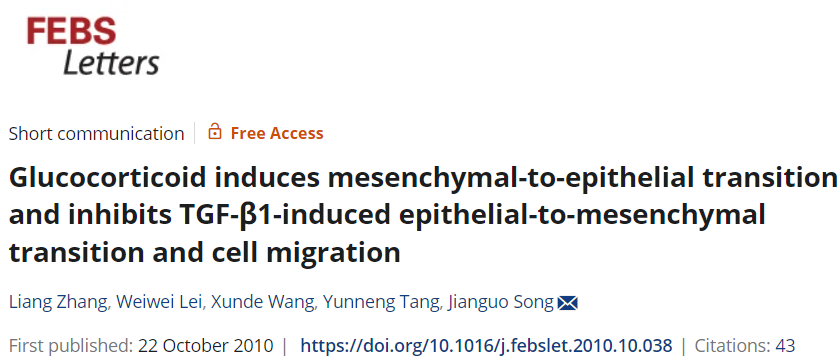 FEBS
Letters
Short communication Free Access
Glucocorticoid induces mesenchymal-to-epithelial transition
and inhibits TGF-β1-induced epithelial-to-mesenchymal
transition and cell migration
Liang Zhang, Weiwei Lei, Xunde Wang, Yunneng Tang, Jianguo Song
First published: 22 October 2010 | https://doi.org/10.1016/j.febslet.2010.10.038 | Citations: 43